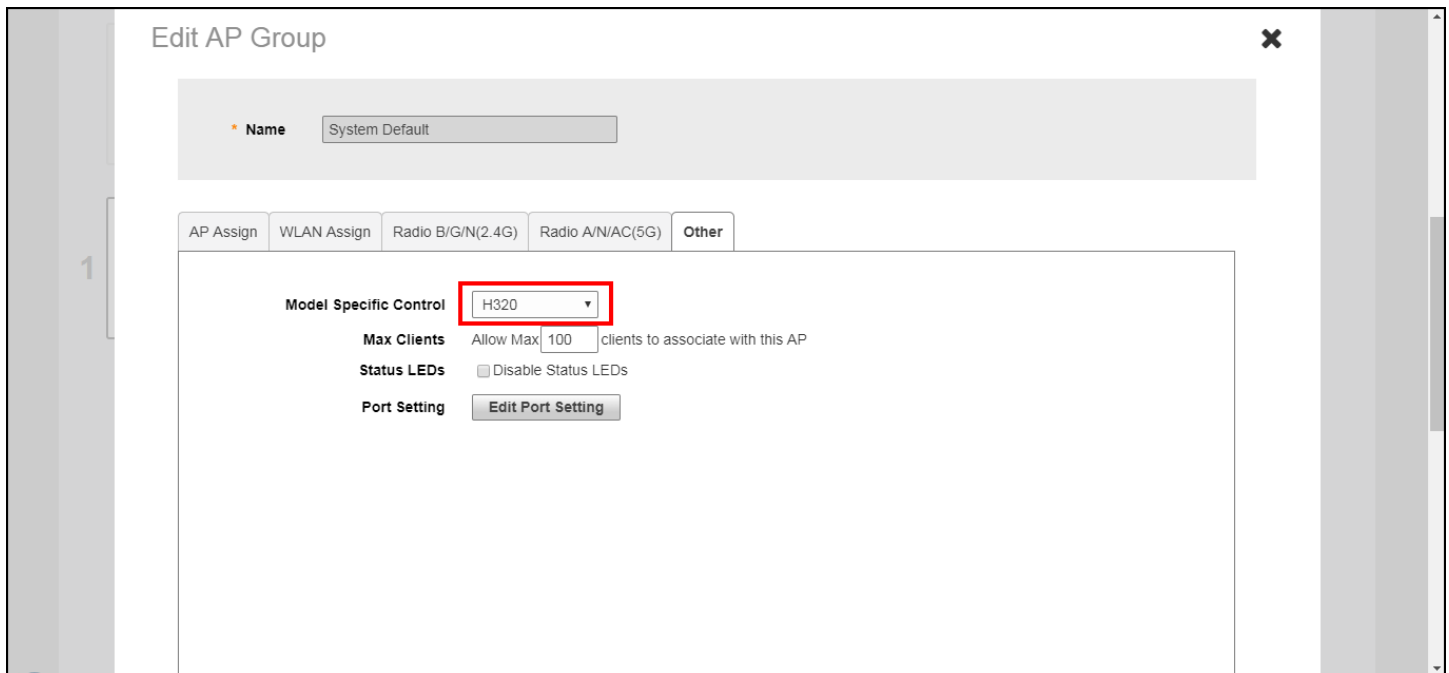 Edit AP Group
* Name System Default
AP Assign WLAN Assign Radio B/G/N(2.4G) Radio A/N/AC(5G) Other
1
Model Specific Control H320
Max Clients Allow Max 100 clients to associate with this AP
Status LEDs Disable Status LEDs
Port Setting Edit Port Setting